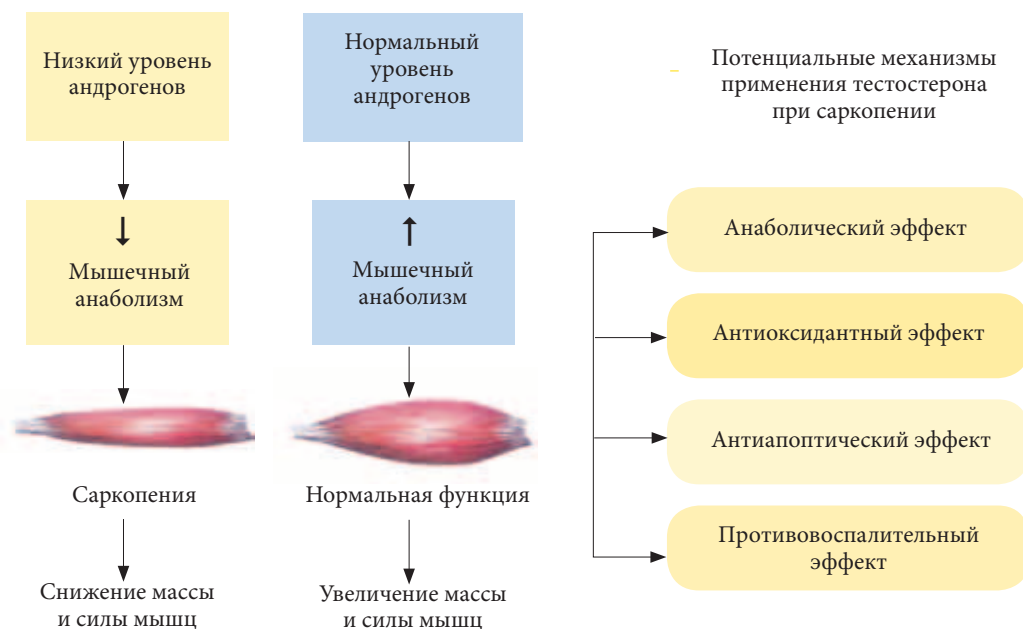 Низкий уровень
андрогенов
↓
Мышечный
анаболизм
Саркопения
Снижение массы
и силы мышц
Нормальный
уровень
андрогенов
↑
Мышечный
анаболизм
Нормальная функция
Увеличение массы
и силы мышц
Потенциальные механизмы
применения тестостерона
при саркопении
Анаболический эффект
Антиоксидантный эффект
Антиапоптический эффект
Противовоспалительный
эффект